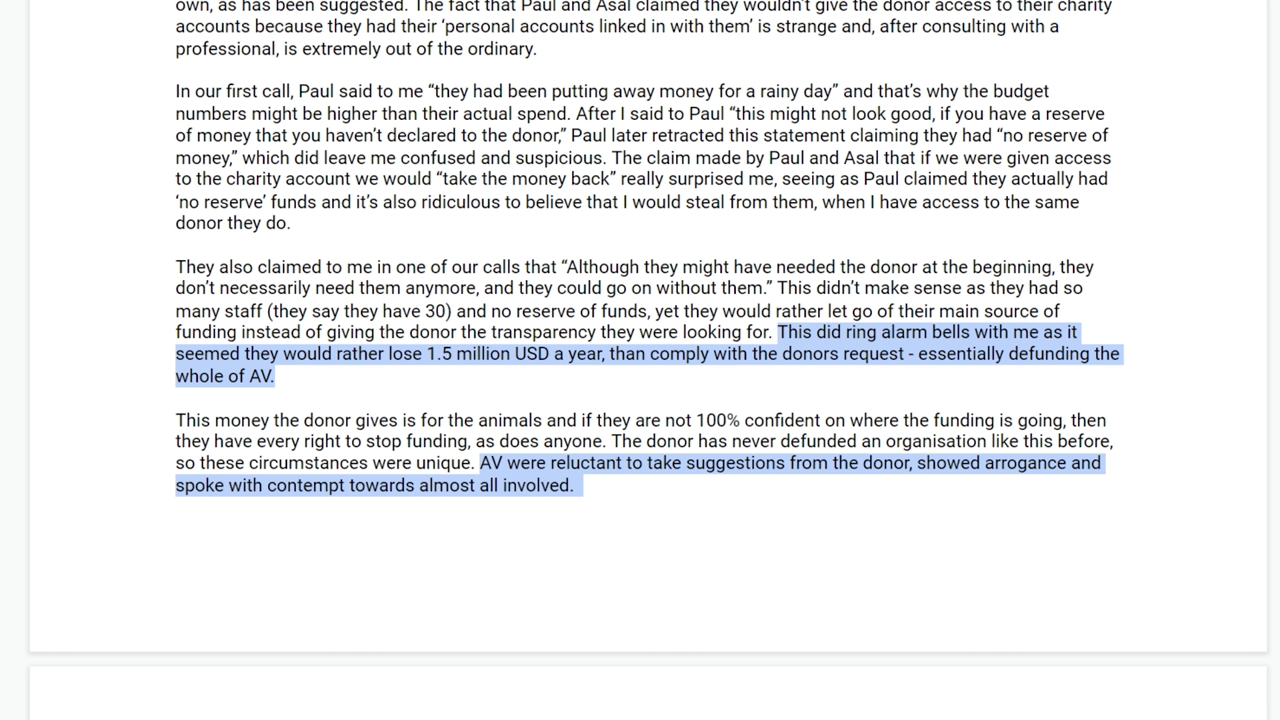 own, as has been suggested. The fact that Paul and Asal claimed they wouldn't give the donor access to their charity
accounts because they had their ‘personal accounts linked in with them’ is strange and, after consulting with a
professional, is extremely out of the ordinary.
In our first call, Paul said to me “they had been putting away money for a rainy day” and that’s why the budget
numbers might be higher than their actual spend. After I said to Paul “this might not look good, if you have a reserve
of money that you haven’t declared to the donor,” Paul later retracted this statement claiming they had “no reserve of
money,” which did leave me confused and suspicious. The claim made by Paul and Asal that if we were given access
to the charity account we would “take the money back” really surprised me, seeing as Paul claimed they actually had
‘no reserve’ funds and it’s also ridiculous to believe that I would steal from them, when I have access to the same
donor they do.
They also claimed to me in one of our calls that “Although they might have needed the donor at the beginning, they
don’t necessarily need them anymore, and they could go on without them.” This didn’t make sense as they had so
many staff (they say they have 30) and no reserve of funds, yet they would rather let go of their main source of
funding instead of giving the donor the transparency they were looking for. This did ring alarm bells with me as it
seemed they would rather lose 1.5 million USD a year, than comply with the donors request - essentially defunding the
whole of AV.
This money the donor gives is for the animals and if they are not 100% confident on where the funding is going, then
they have every right to stop funding, as does anyone. The donor has never defunded an organisation like this before,
so these circumstances were unique. AV were reluctant to take suggestions from the donor, showed arrogance and
spoke with contempt towards almost all involved.